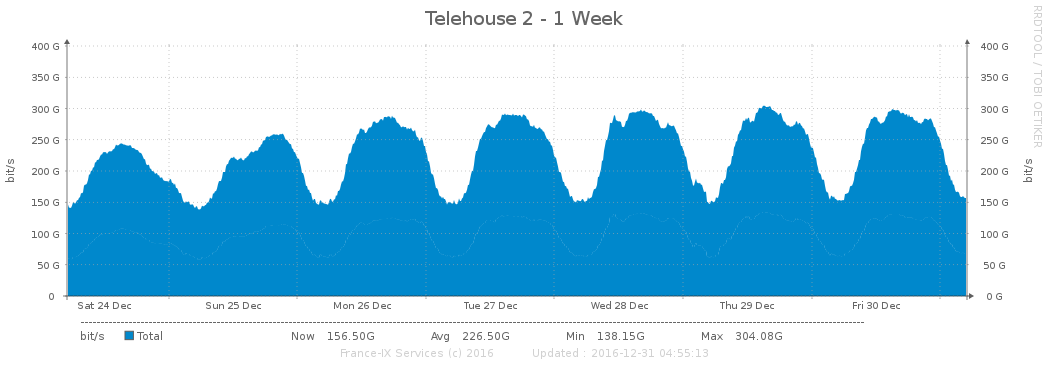 Telehouse 2 - 1 Week
RRDTOOL / TOBI OETIKER
bit/s
400 G 400 G
350 G 350 G
300 G 300 G
250 G 250 G
200 G 200 G
150 G 150 G
100 G 100 G
50 G 50 G
0 0 G
bit/s
Sat 24 Dec Sun 25 Dec Mon 26 Dec Tue 27 Dec Wed 28 Dec Thu 29 Dec Fri 30 Dec
bit/s Total Now 156.50G Avg 226.50G Min 138.15G Max 304.08G
France-IX Services (c) 2016 Updated : 2016-12-31 04:55:13